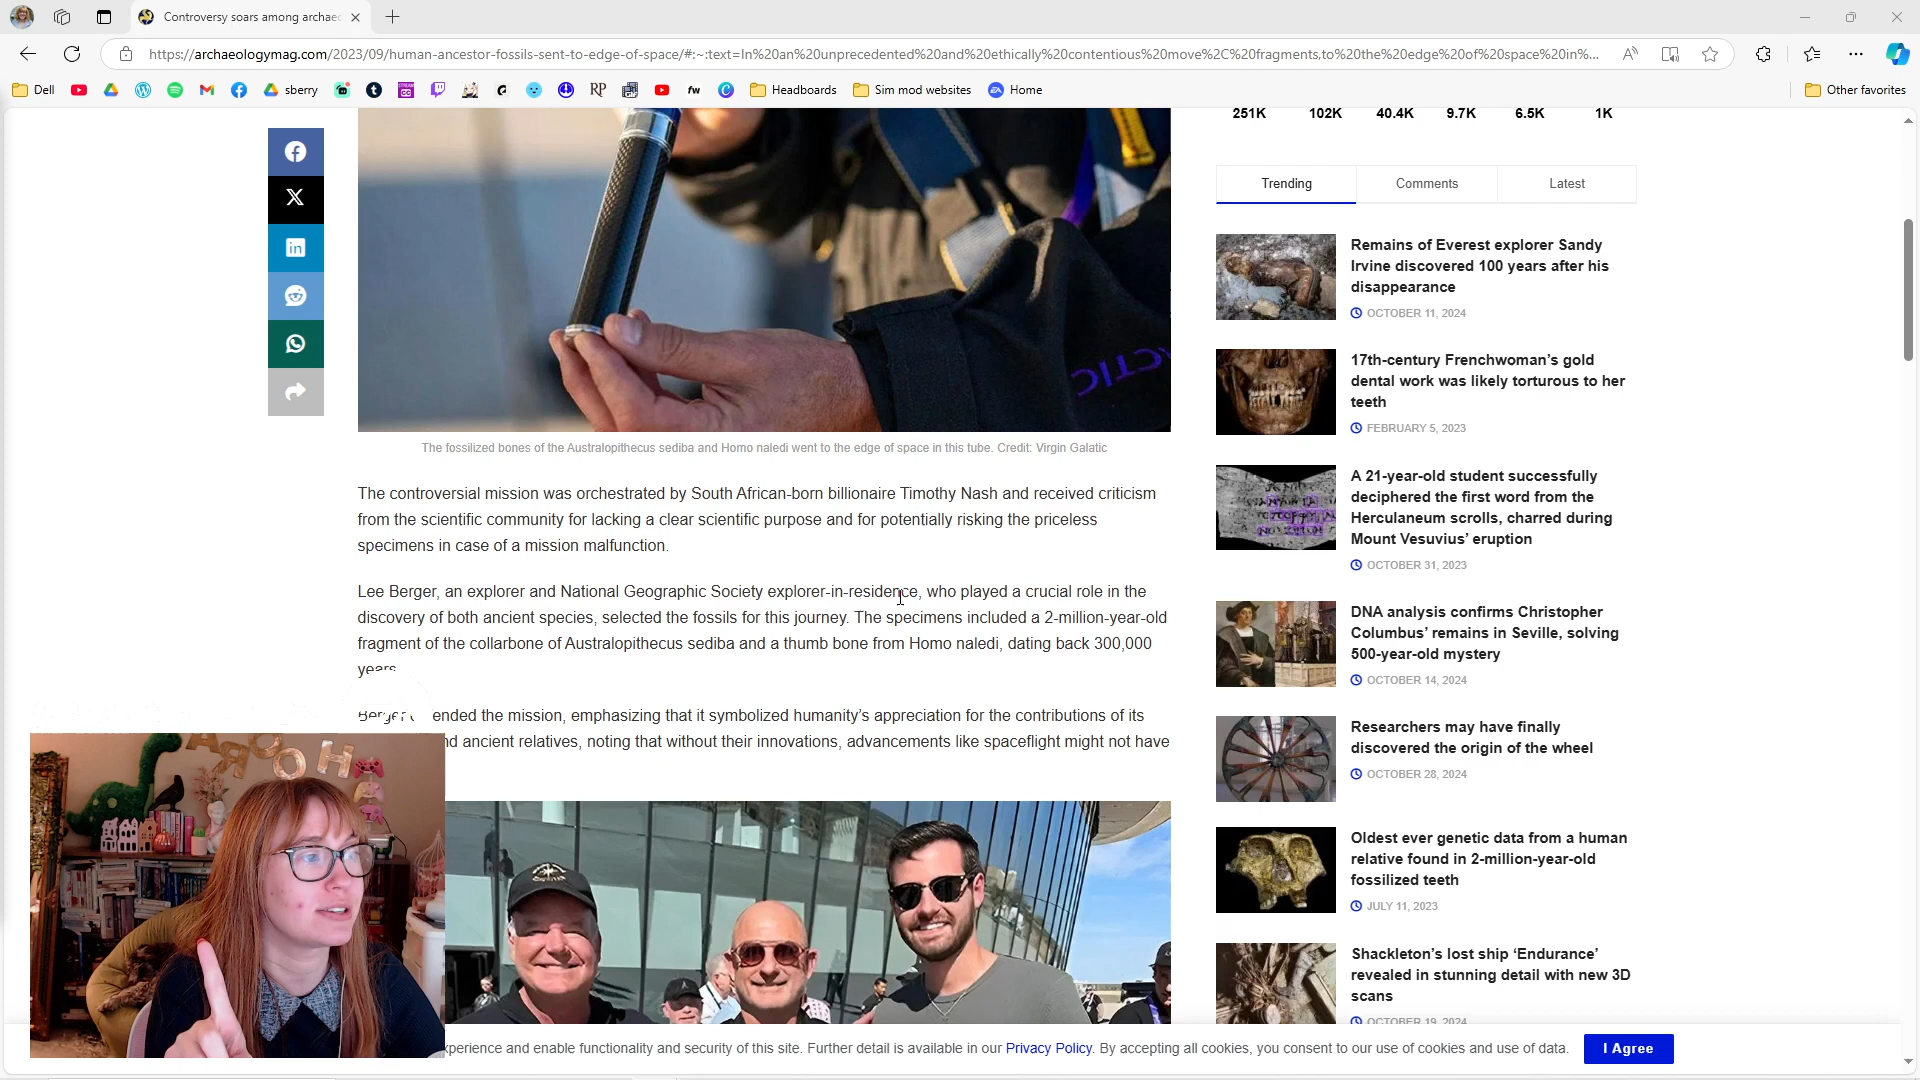 Controversy soars among archaec
https://archaeologymag.com/2023/09/human-ancestor-fossils-sent-to-edge-of-space/#:~:text=In%20an%20unprecedented%20and%20ethically%20contentious%20move%2C%20fragments,to%20the%20edge%20of%20space%20in%...
Dell
sberry
RP
fw
Headboards
Sim mod websites
Home
Other favorites
251K 102K 40.4K 9.7K 6.5K 1K
Trending Comments Latest
The fossilized bones of the Australopithecus sediba and Homo naledi went to the edge of space in this tube. Credit: Virgin Galatic
The controversial mission was orchestrated by South African-born billionaire Timothy Nash and received criticism
from the scientific community for lacking a clear scientific purpose and for potentially risking the priceless
specimens in case of a mission malfunction.
Lee Berger, an explorer and National Geographic Society explorer-in-residence, who played a crucial role in the
discovery of both ancient species, selected the fossils for this journey. The specimens included a 2-million-year-old
fragment of the collarbone of Australopithecus sediba and a thumb bone from Homo naledi, dating back 300,000
years.
Berger ended the mission, emphasizing that it symbolized humanity's appreciation for the contributions of its
nd ancient relatives, noting that without their innovations, advancements like spaceflight might not have
Remains of Everest explorer Sandy
Irvine discovered 100 years after his
disappearance
OCTOBER 11, 2024
17th-century Frenchwoman's gold
dental work was likely torturous to her
teeth
FEBRUARY 5, 2023
A 21-year-old student successfully
deciphered the first word from the
Herculaneum scrolls, charred during
Mount Vesuvius' eruption
OCTOBER 31, 2023
DNA analysis confirms Christopher
Columbus' remains in Seville, solving
500-year-old mystery
OCTOBER 14, 2024
Researchers may have finally
discovered the origin of the wheel
OCTOBER 28, 2024
Oldest ever genetic data from a human
relative found in 2-million-year-old
fossilized teeth
JULY 11, 2023
Shackleton's lost ship 'Endurance'
revealed in stunning detail with new 3D
scans
OCTOBER 19, 2024
xperience and enable functionality and security of this site. Further detail is available in our Privacy Policy. By accepting all cookies, you consent to our use of cookies and use of data.
I Agree